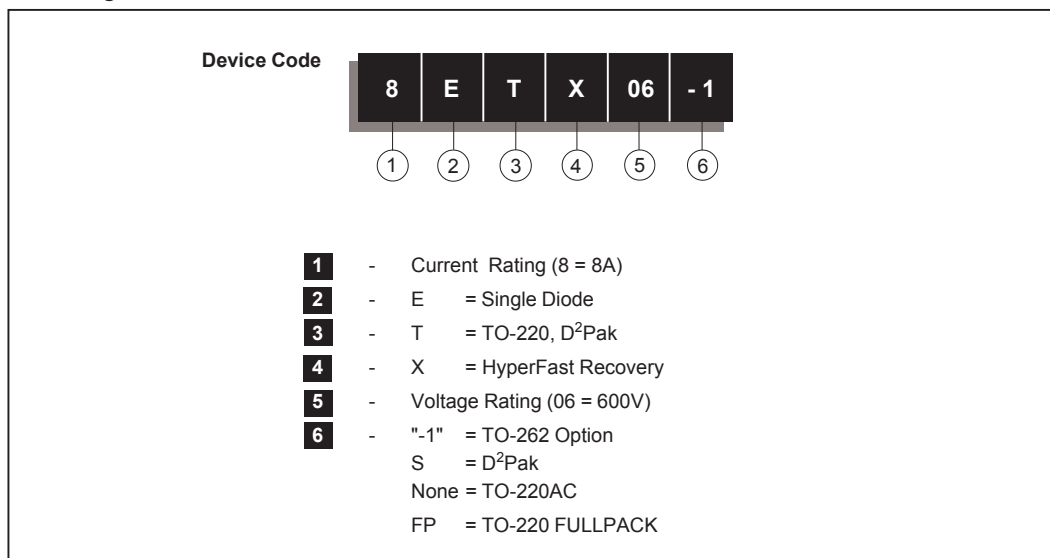 Device Code
8 E T X 06 - 1
1 2 3 4 5 6
1 - Current Rating (8 = 8A)
2 - E = Single Diode
3 - T = TO-220, D²Pak
4 - X = HyperFast Recovery
5 - Voltage Rating (06 = 600V)
6 - "-1" = TO-262 Option
S = D²Pak
None = TO-220AC
FP = TO-220 FULLPACK